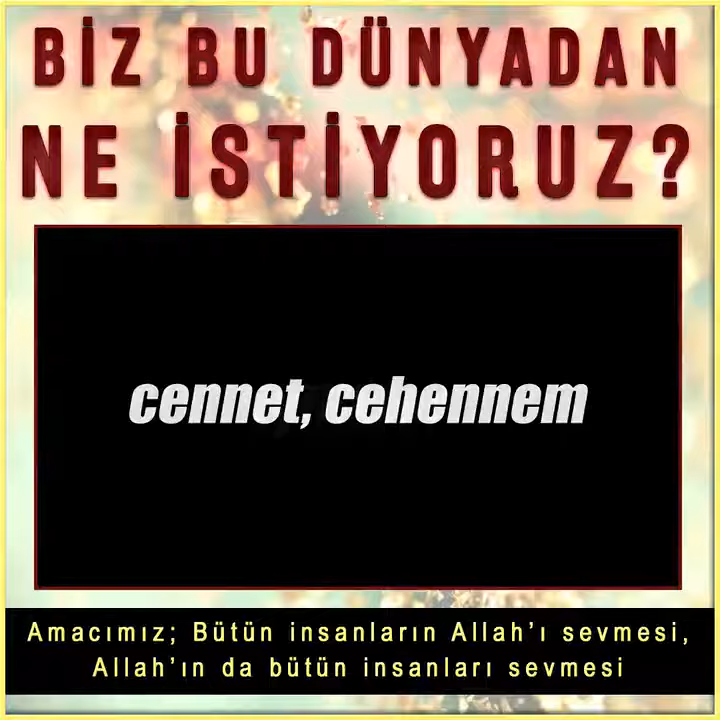 BİZ BU DÜNYADAN
NE İSTİYORUZ?
cennet, cehennem
Amacımız; Bütün insanların Allah'ı sevmesi,
Allah'ın da bütün insanları sevmesi